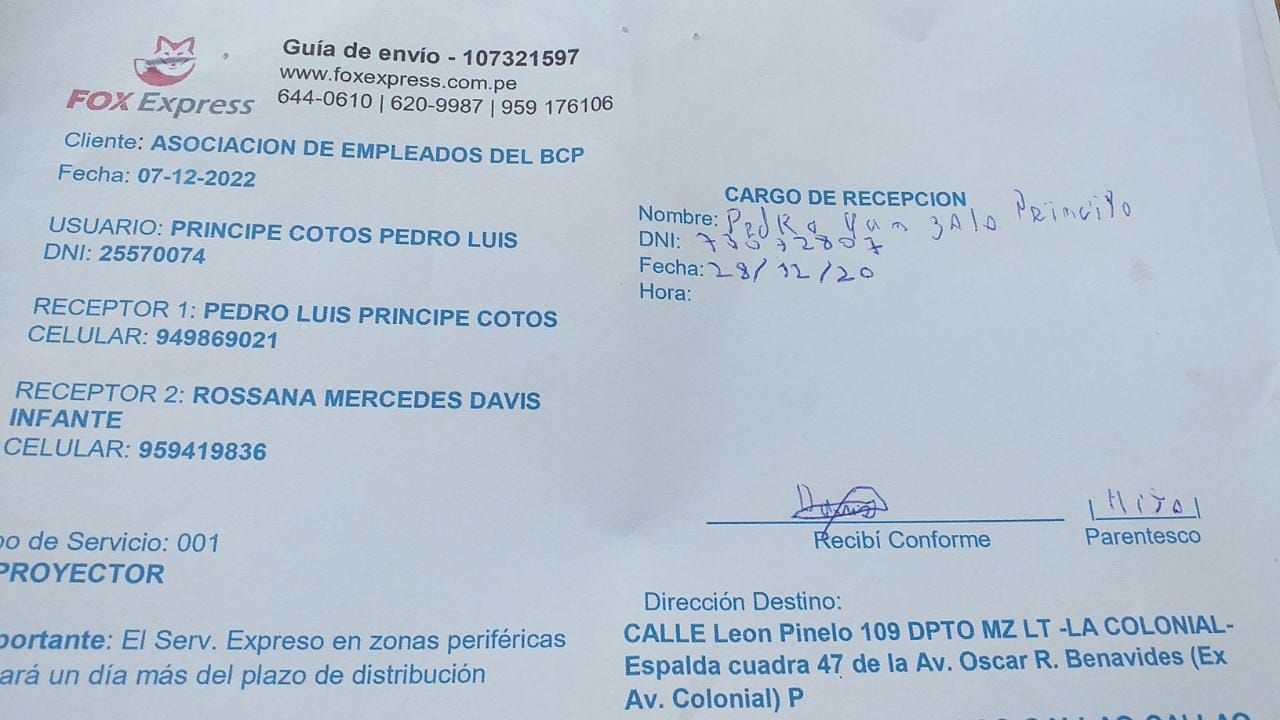 FOX Express
Guía de envío - 107321597
www.foxexpress.com.pe
644-0610 | 620-9987 | 959 176106
Cliente: ASOCIACION DE EMPLEADOS DEL BCP
Fecha: 07-12-2022
USUARIO: PRINCIPE COTOS PEDRO LUIS
DNI: 25570074
RECEPTOR 1: PEDRO LUIS PRINCIPE COTOS
CELULAR: 949869021
RECEPTOR 2: ROSSANA MERCEDES DAVIS
INFANTE
CELULAR: 959419836
po de Servicio: 001
PROYECTOR
portante: El Serv. Expreso en zonas periféricas
ará un día más del plazo de distribución
CARGO DE RECEPCION
Nombre: Pedro
DNI:
Fecha: 28/12/20
Hora:
Recibí Conforme
Hijo
Parentesco
Dirección Destino:
CALLE Leon Pinelo 109 DPTO MZ LT -LA COLONIAL-
Espalda cuadra 47 de la Av. Oscar R. Benavides (Ex
Av. Colonial) P